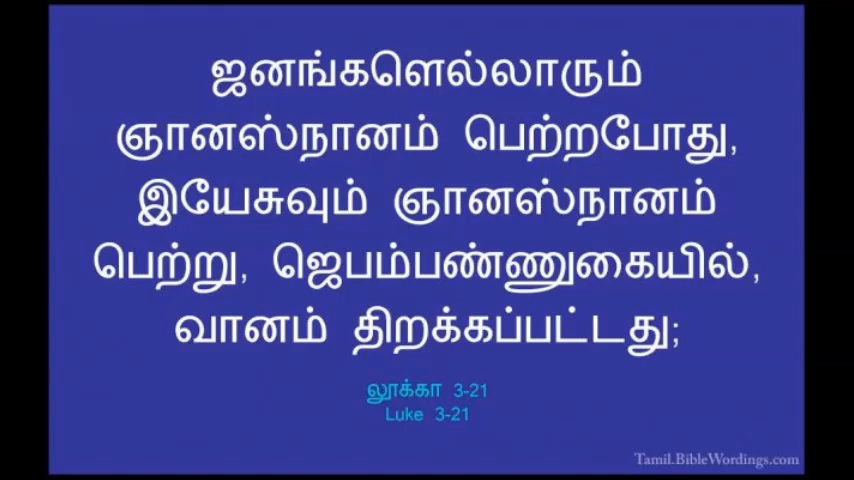 ஜனங்களெல்லாரும்
ஞானஸ்நானம் பெற்றபோது,
இயேசுவும் ஞானஸ்நானம்
பெற்று, ஜெபம்பண்ணுகையில்,
வானம் திறக்கப்பட்டது;
லூக்கா 3-21
Luke 3-21
Tamil.BibleWordings.com